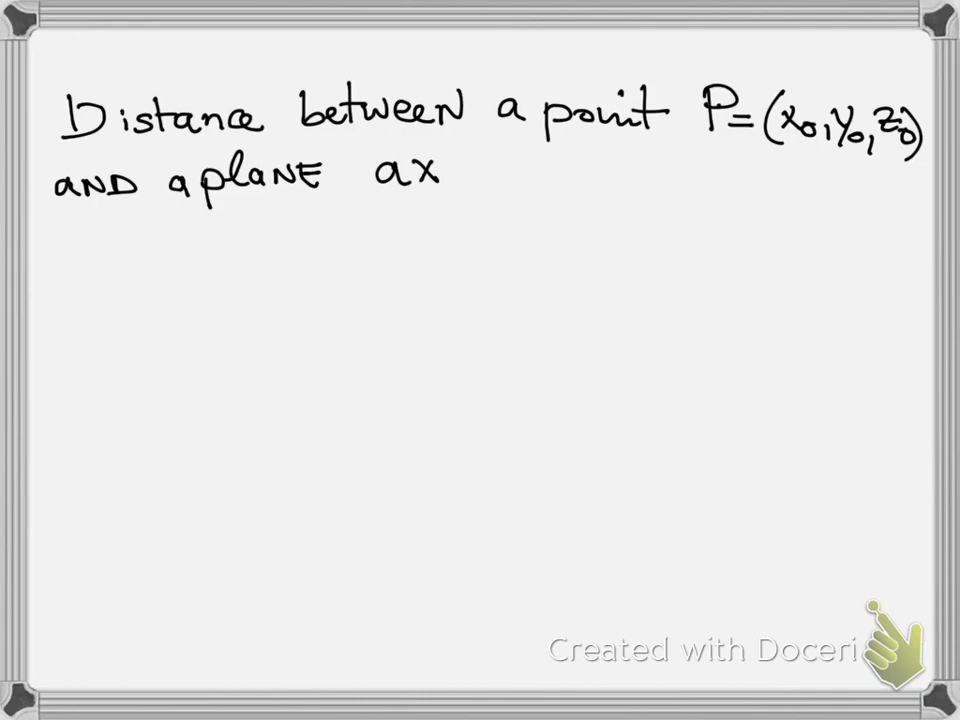 Distance between a point P=(x₀,y₀,z₀)
and a plane ax
Created with Doceri